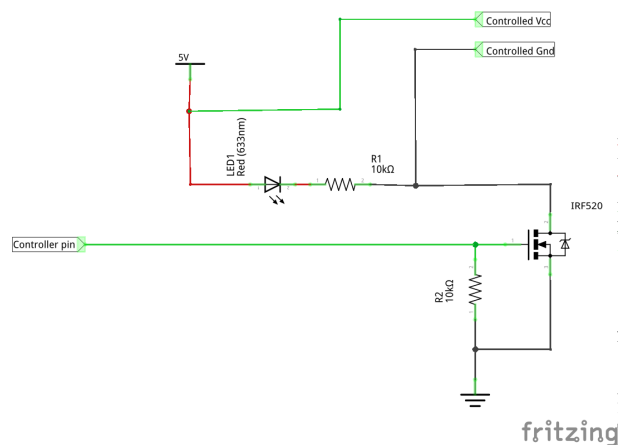 Controlled Vcc
Controlled Gnd
5V
LED1
Red (633nm)
R1
10kΩ
IRF520
Controller pin
R2
10kΩ
fritzing